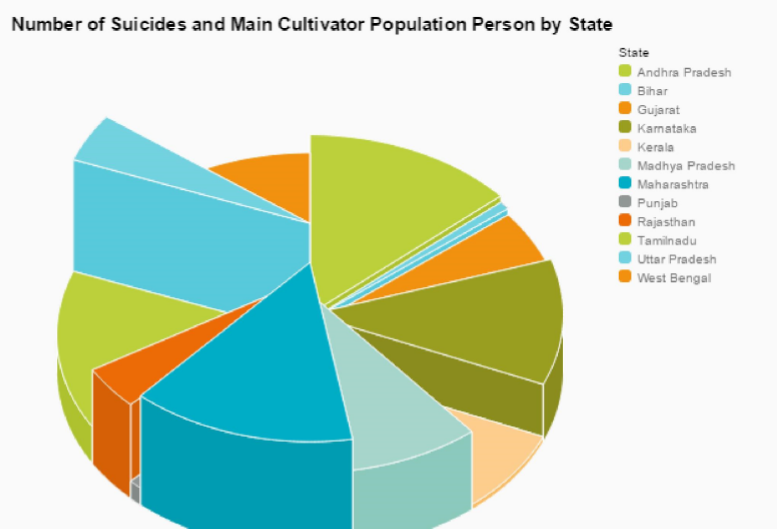 Number of Suicides and Main Cultivator Population Person by State
State
Andhra Pradesh
Bihar
Gujarat
Karnataka
Kerala
Madhya Pradesh
Maharashtra
Punjab
Rajasthan
Tamilnadu
Uttar Pradesh
West Bengal